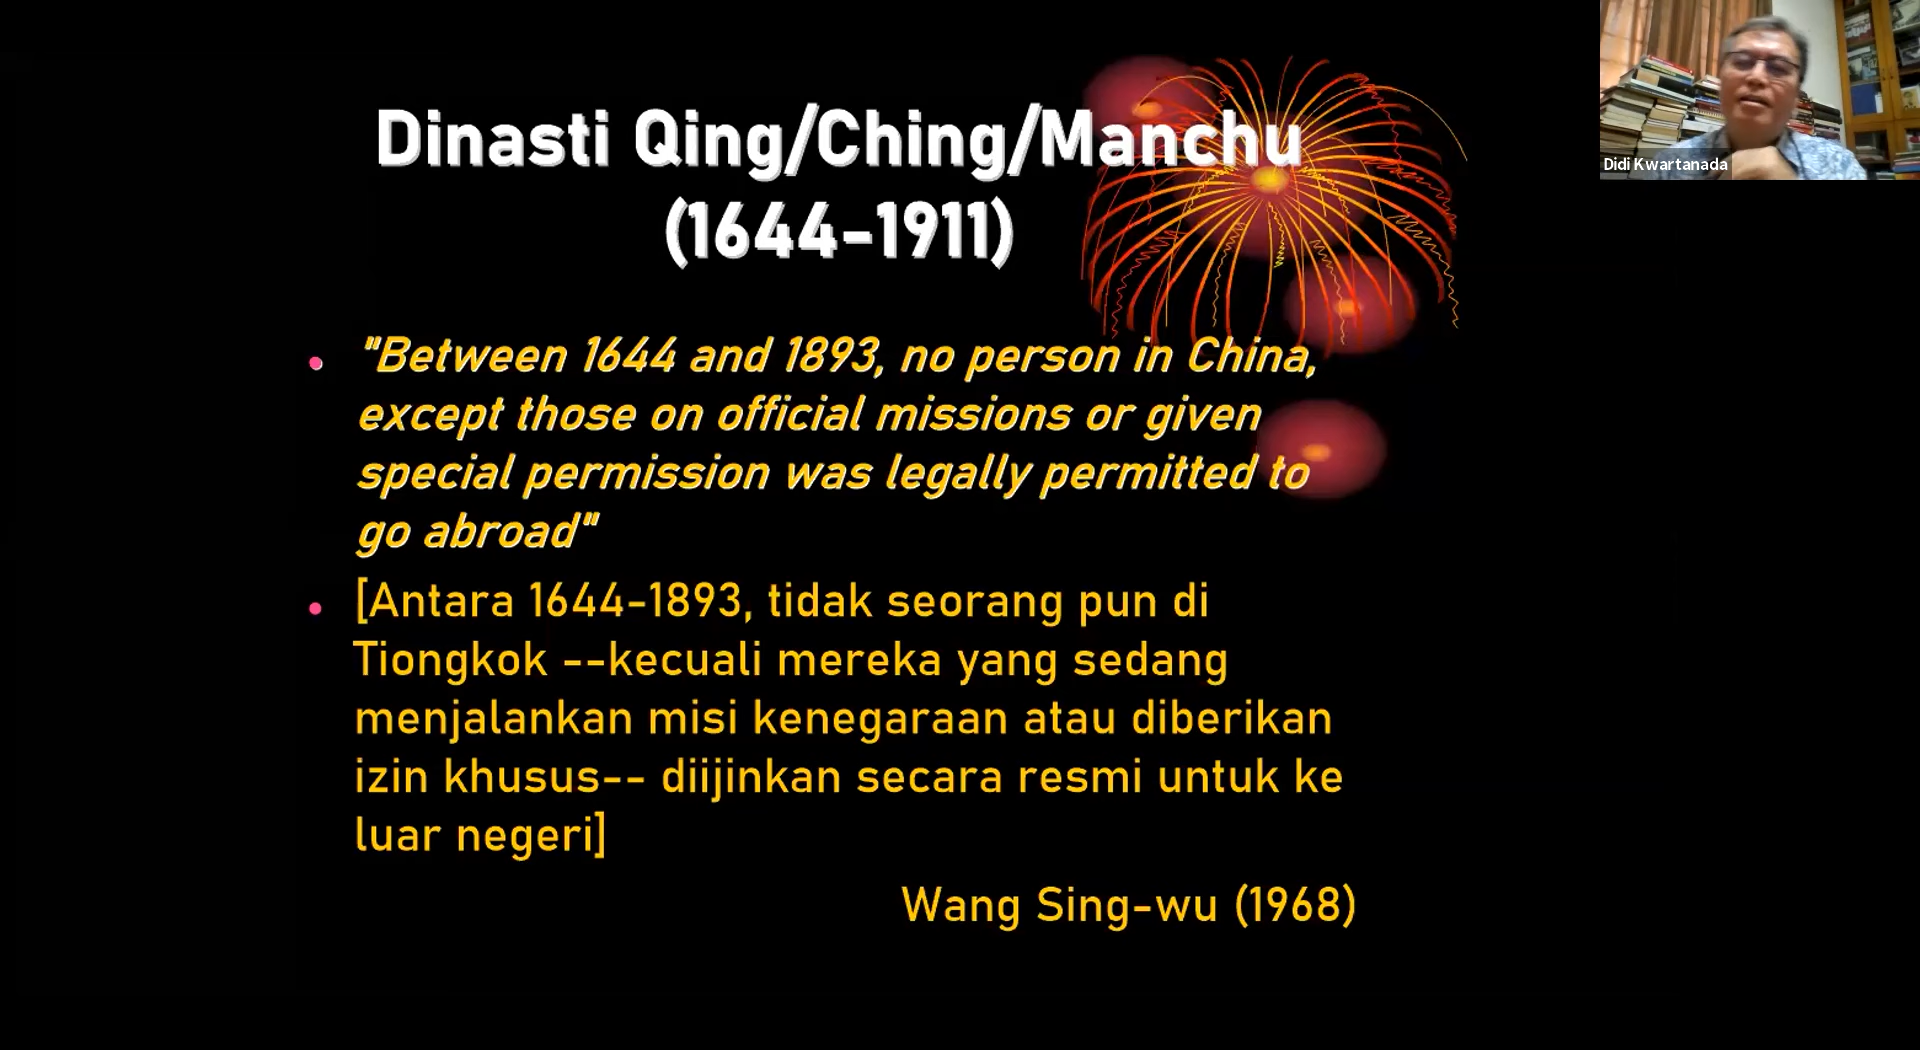 Dinasti Qing/Ching/Manchu
(1644-1911)
• "Between 1644 and 1893, no person in China,
except those on official missions or given
special permission was legally permitted to
go abroad"
• [Antara 1644-1893, tidak seorang pun di
Tiongkok --kecuali mereka yang sedang
menjalankan misi kenegaraan atau diberikan
izin khusus-- diijinkan secara resmi untuk ke
luar negeri]
Wang Sing-wu (1968)
Didi Kwartanada